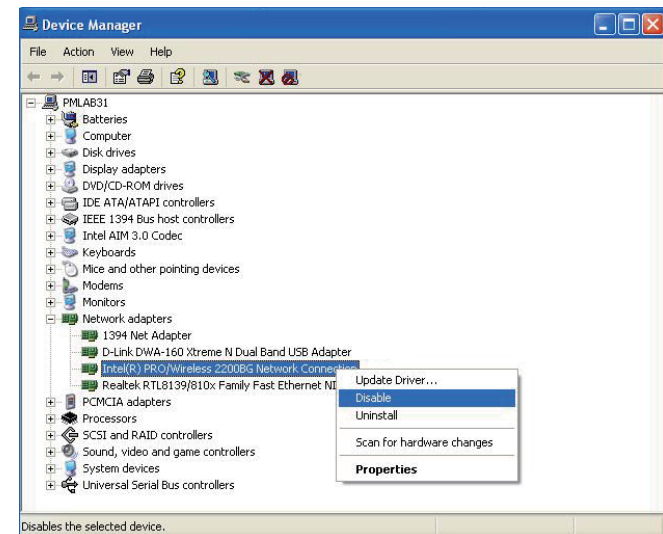 Device Manager
File Action View Help
PMLAB31
Batteries
Computer
Disk drives
Display adapters
DVD/CD-ROM drives
IDE ATA/ATAPI controllers
IEEE 1394 Bus host controllers
Intel AIM 3.0 Codec
Keyboards
Mice and other pointing devices
Modems
Monitors
Network adapters
1394 Net Adapter
D-Link DWA-160 Xtreme N Dual Band USB Adapter
Intel(R) PRO/Wireless 2200BG Network Connection
Realtek RTL8139/810x Family Fast Ethernet NI
PCMCIA adapters
Processors
SCSI and RAID controllers
Sound, video and game controllers
System devices
Universal Serial Bus controllers
Update Driver...
Disable
Uninstall
Scan for hardware changes
Properties
Disables the selected device.